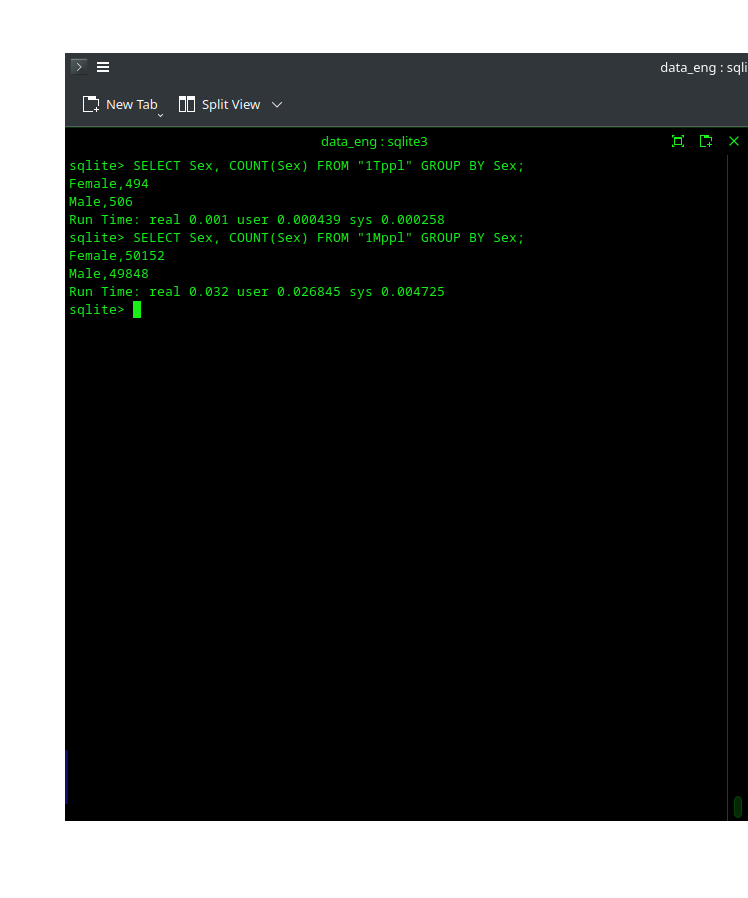 data_eng : sqli
New Tab Split View
data_eng : sqlite3
sqlite> SELECT Sex, COUNT(Sex) FROM "1Tppl" GROUP BY Sex;
Female,494
Male,506
Run Time: real 0.001 user 0.000439 sys 0.000258
sqlite> SELECT Sex, COUNT(Sex) FROM "1Mppl" GROUP BY Sex;
Female,50152
Male,49848
Run Time: real 0.032 user 0.026845 sys 0.004725
sqlite>